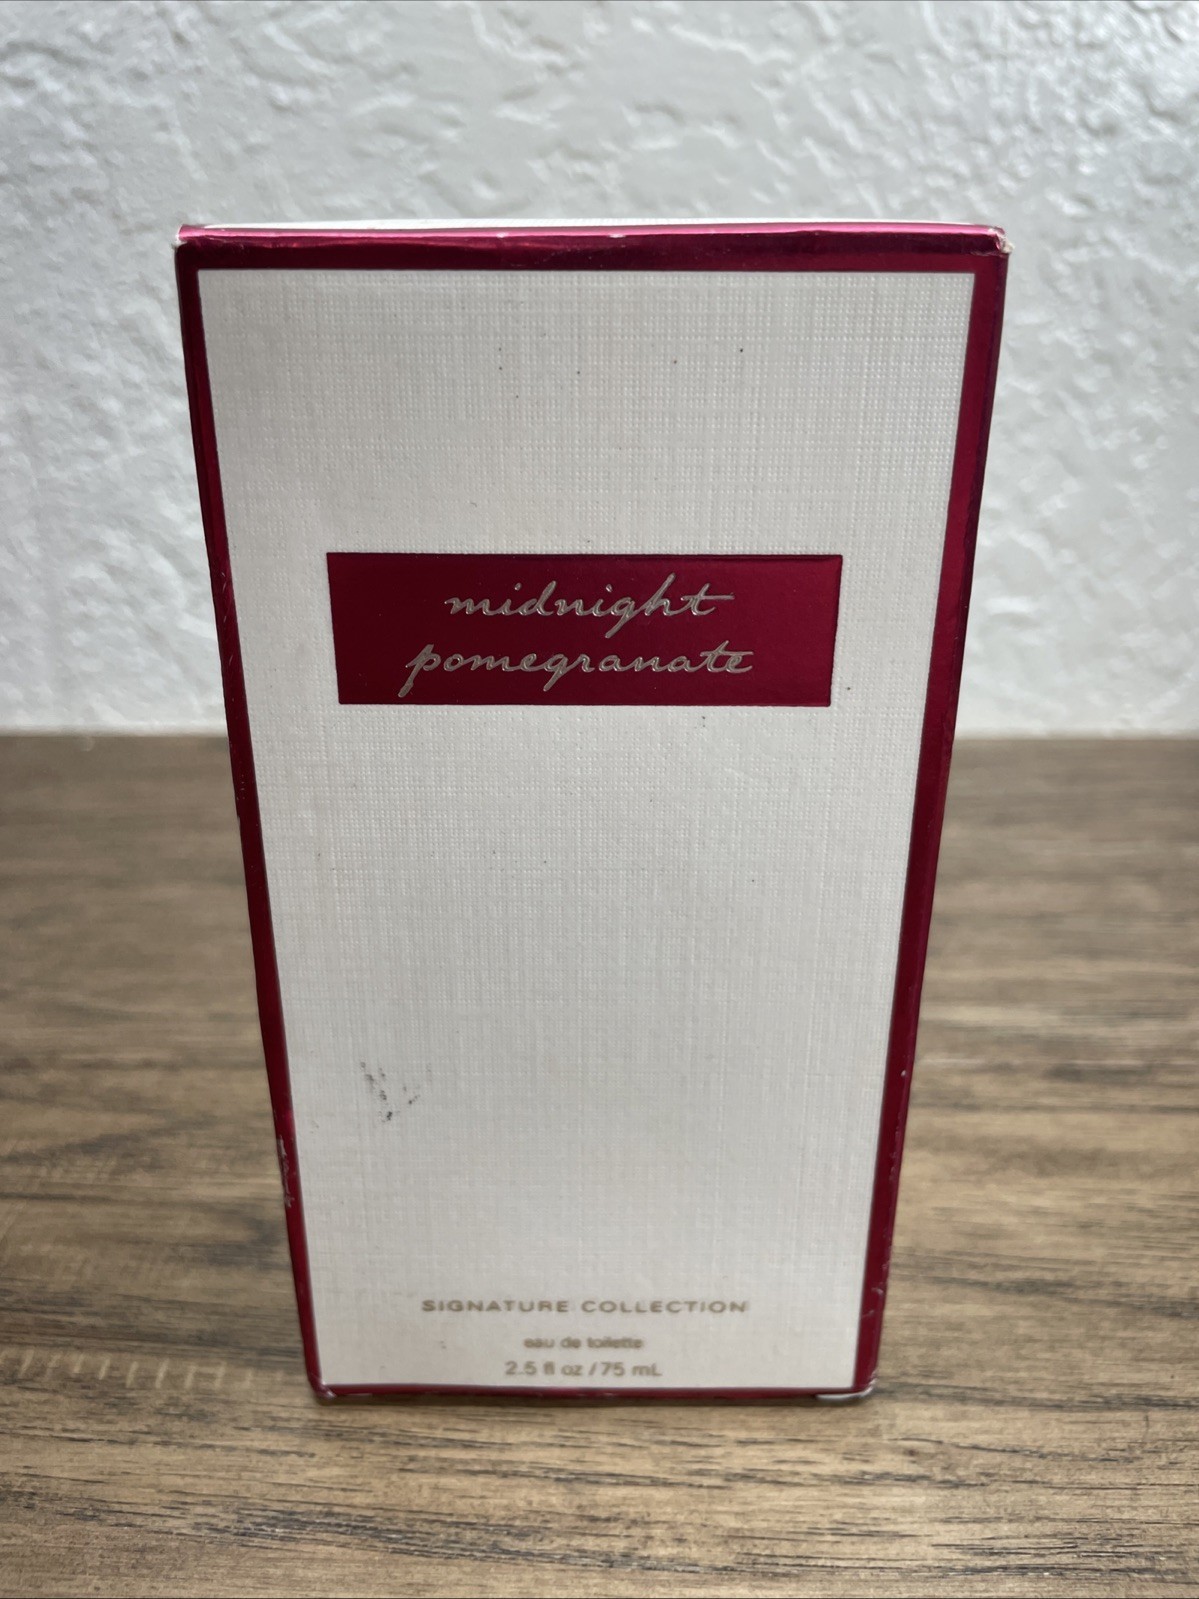 midnight
pomegranate
SIGNATURE COLLECTION
eau de toilette
2.5 fl oz / 75 mL